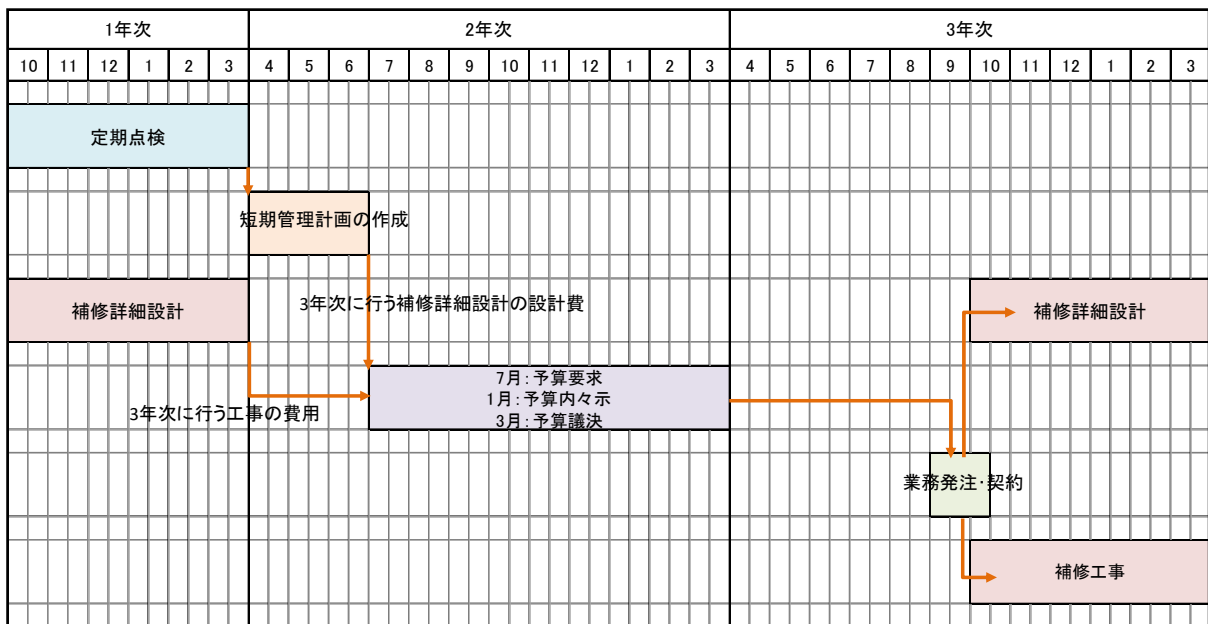 1年次 2年次 3年次
10 11 12 1 2 3 4 5 6 7 8 9 10 11 12 1 2 3 4 5 6 7 8 9 10 11 12 1 2 3
定期点検
短期管理計画の作成
補修詳細設計
3年次に行う補修詳細設計の設計費
補修詳細設計
7月：予算要求
1月：予算内々示
3月：予算議決
3年次に行う工事の費用
業務発注・契約
補修工事